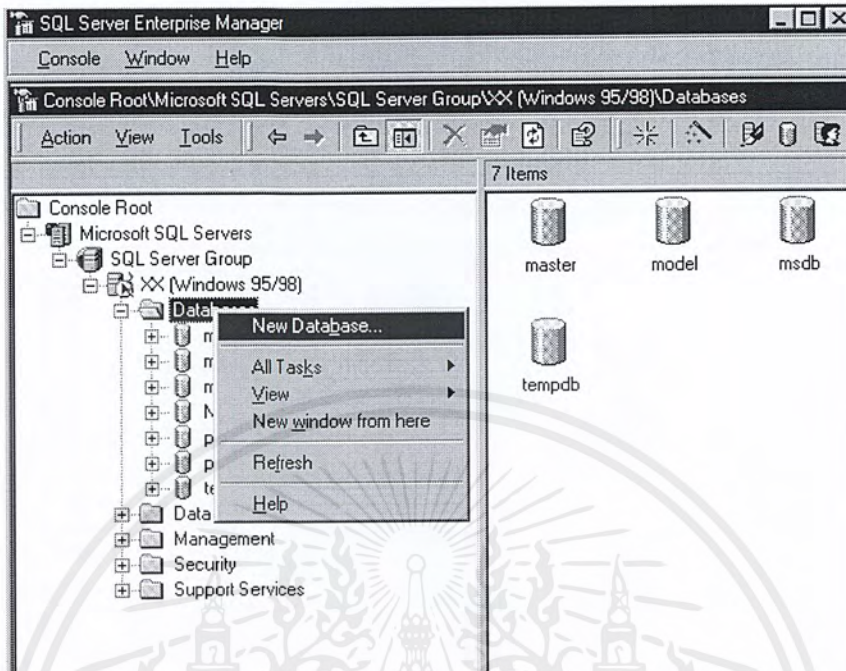 SQL Server Enterprise Manager
Console Window Help
Console Root\Microsoft SQL Servers\SQL Server Group\XX (Windows 95/98)\Databases
Action View Tools
7 Items
Console Root
Microsoft SQL Servers
SQL Server Group
XX (Windows 95/98)
New Database...
All Tasks
View
New window from here
Refresh
Help
Data
Management
Security
Support Services
master
model
msdb
tempdb